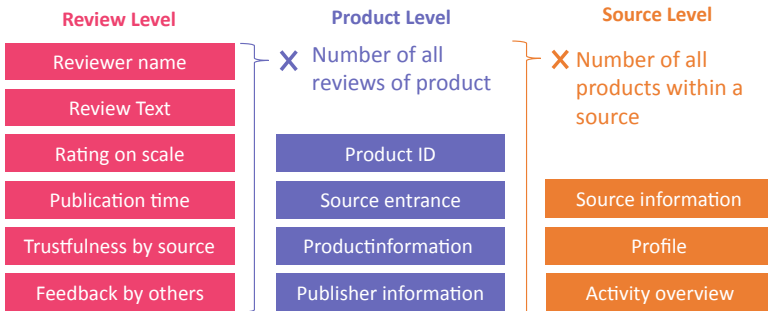 Review Level
Reviewer name
Review Text
Rating on scale
Publication time
Trustfulness by source
Feedback by others
Product Level
× Number of all
reviews of product
Product ID
Source entrance
Productinformation
Publisher information
Source Level
× Number of all
products within a
source
Source information
Profile
Activity overview